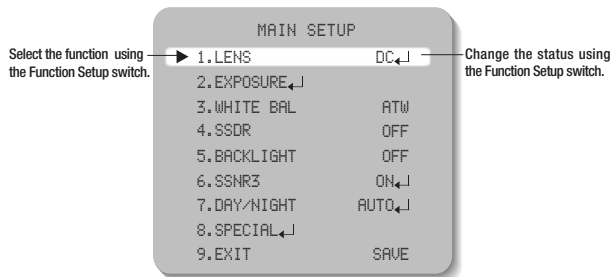 MAIN SETUP
Select the function using
the Function Setup switch.
1.LENS DC↵
Change the status using
the Function Setup switch.
2.EXPOSURE↵
3.WHITE BAL ATW
4.SSDR OFF
5.BACKLIGHT OFF
6.SSNR3 ON↵
7.DAY/NIGHT AUTO↵
8.SPECIAL↵
9.EXIT SAVE